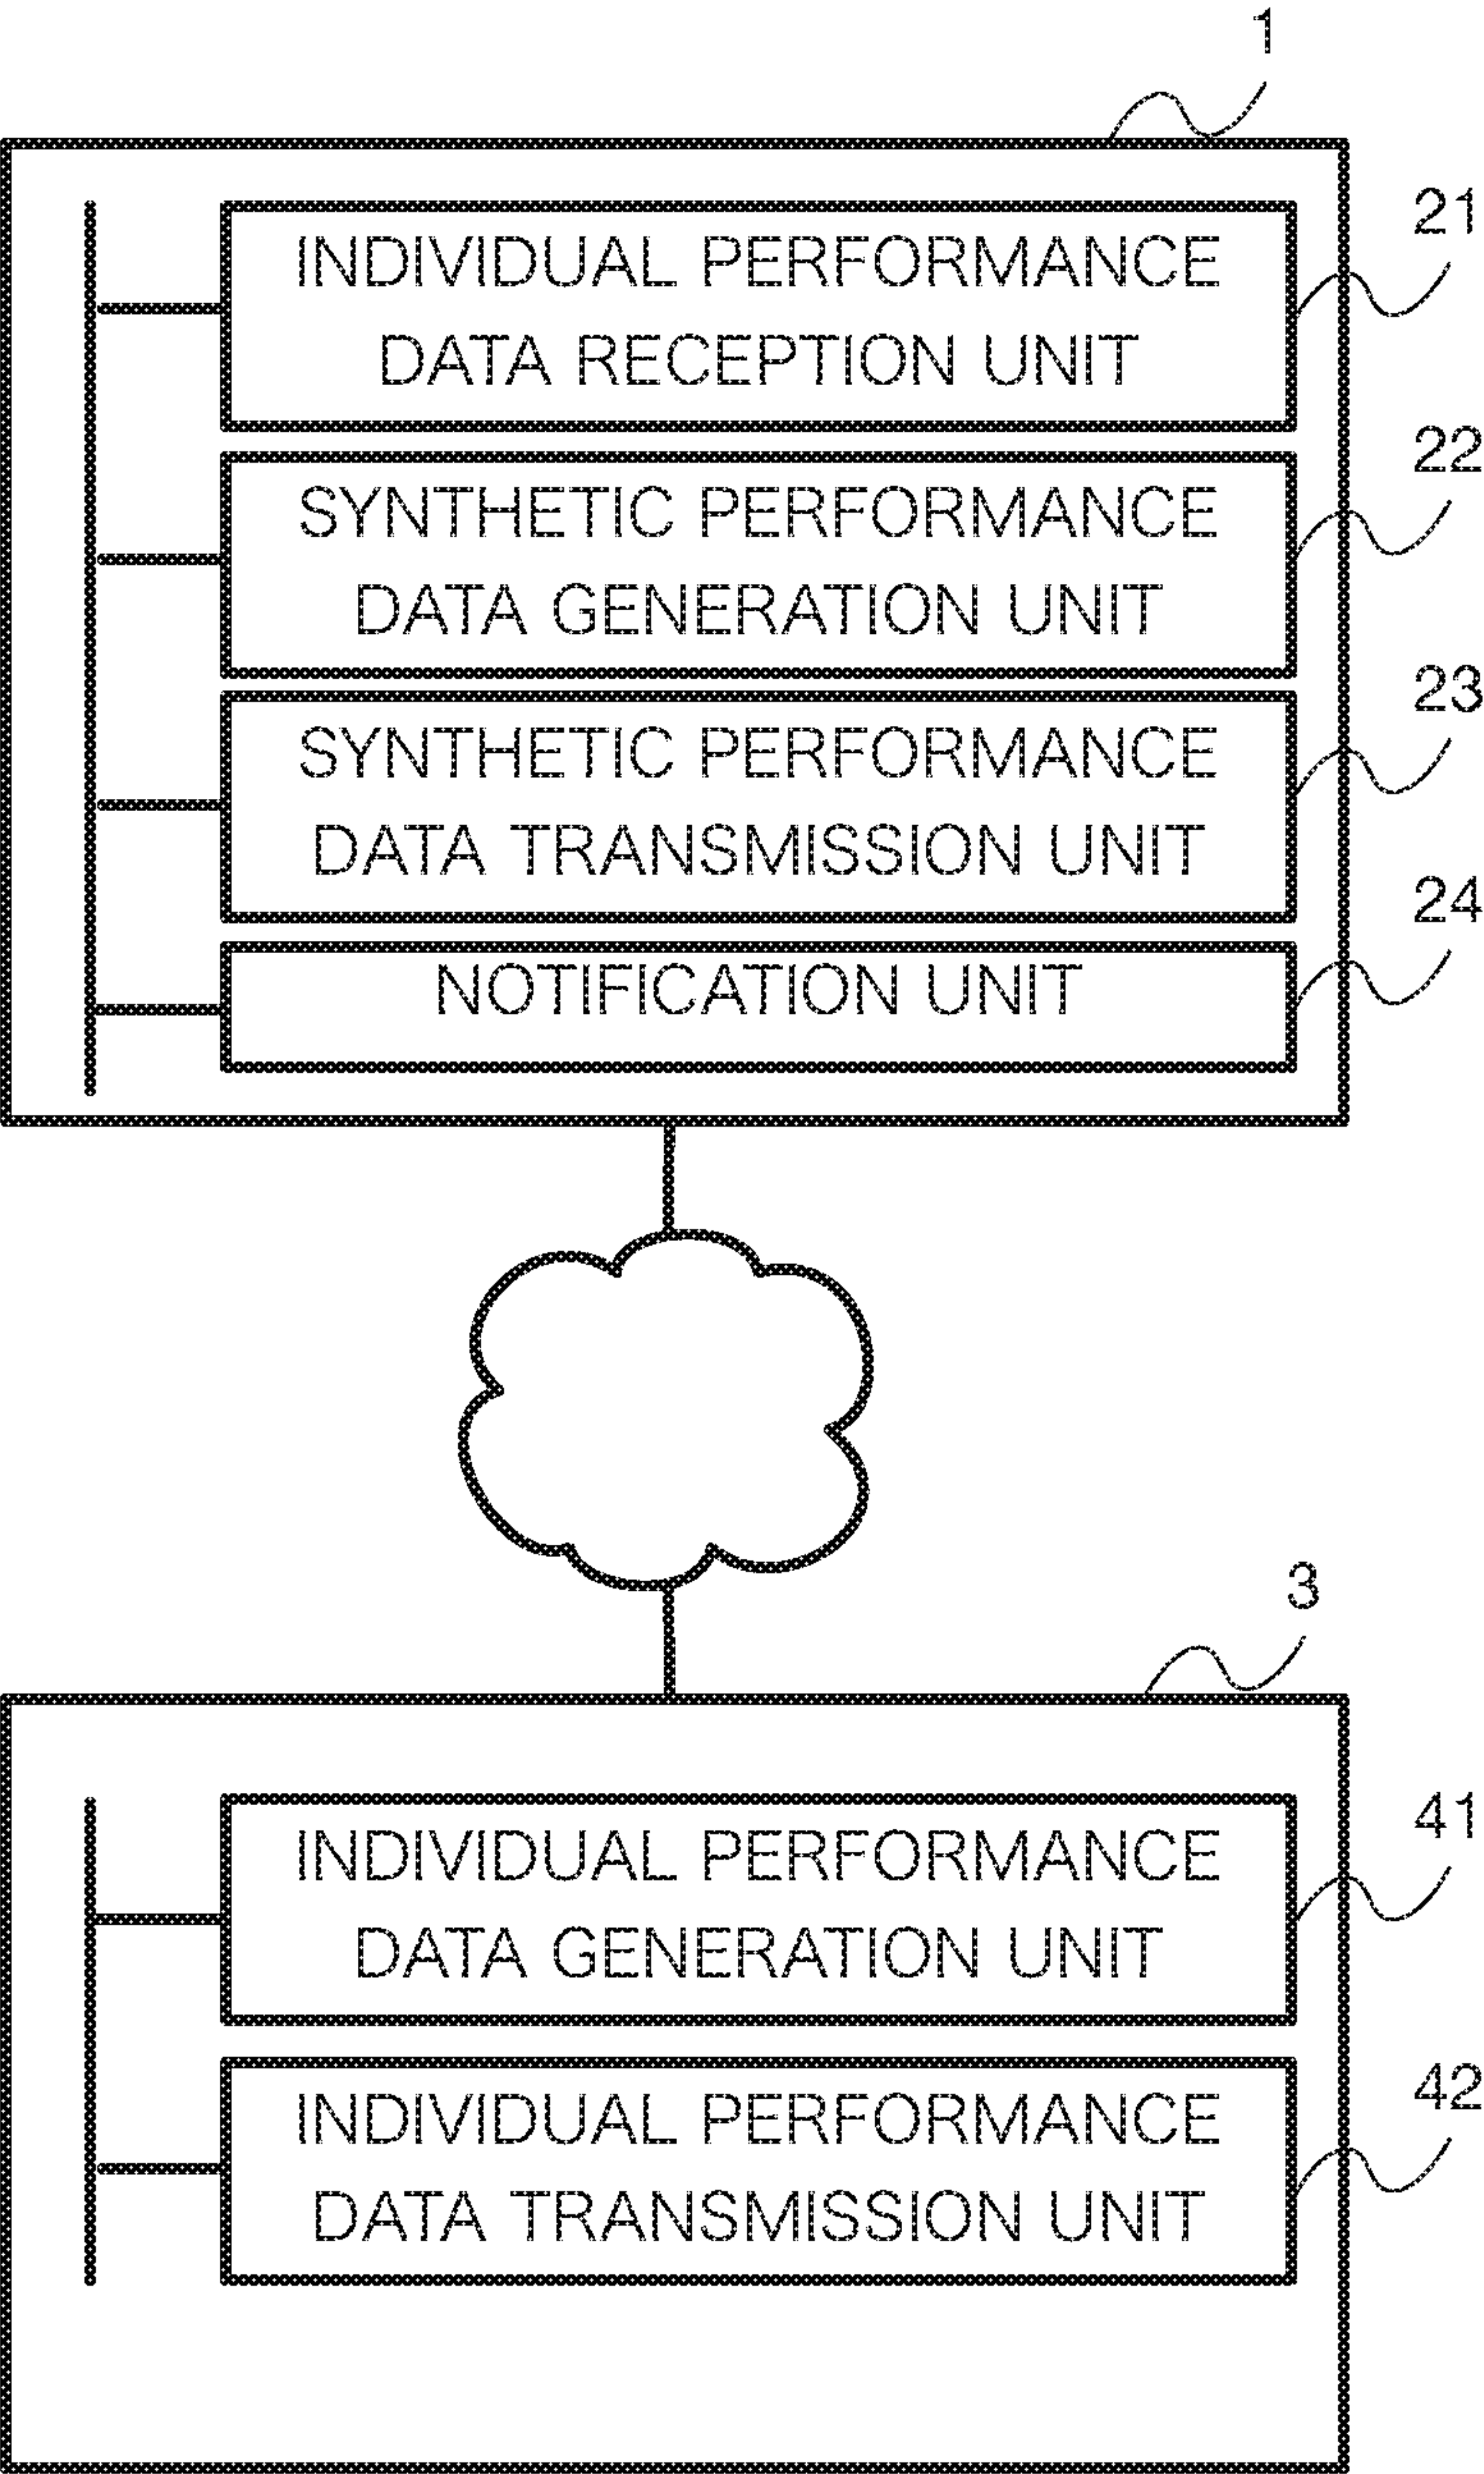 1
INDIVIDUAL PERFORMANCE
DATA RECEPTION UNIT
21
SYNTHETIC PERFORMANCE
DATA GENERATION UNIT
22
SYNTHETIC PERFORMANCE
DATA TRANSMISSION UNIT
23
NOTIFICATION UNIT
24
3
INDIVIDUAL PERFORMANCE
DATA GENERATION UNIT
41
INDIVIDUAL PERFORMANCE
DATA TRANSMISSION UNIT
42